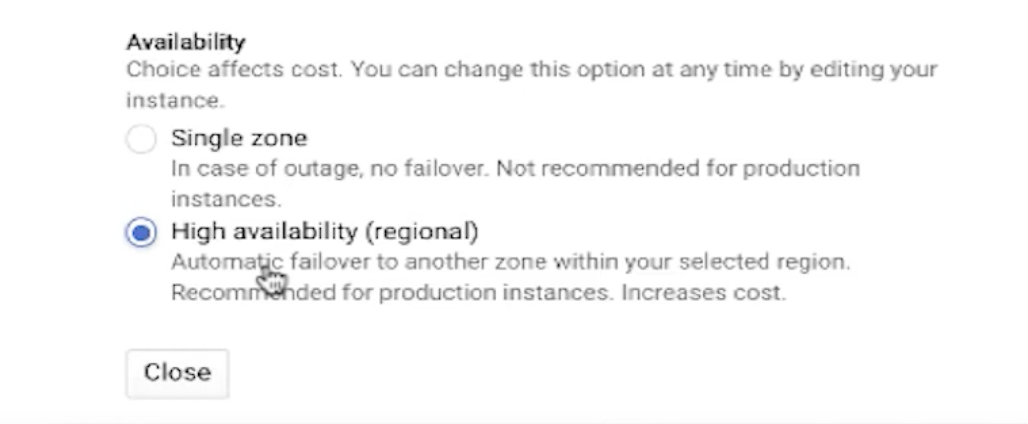 Availability
Choice affects cost. You can change this option at any time by editing your
instance.
Single zone
In case of outage, no failover. Not recommended for production
instances.
High availability (regional)
Automatic failover to another zone within your selected region.
Recommended for production instances. Increases cost.
Close